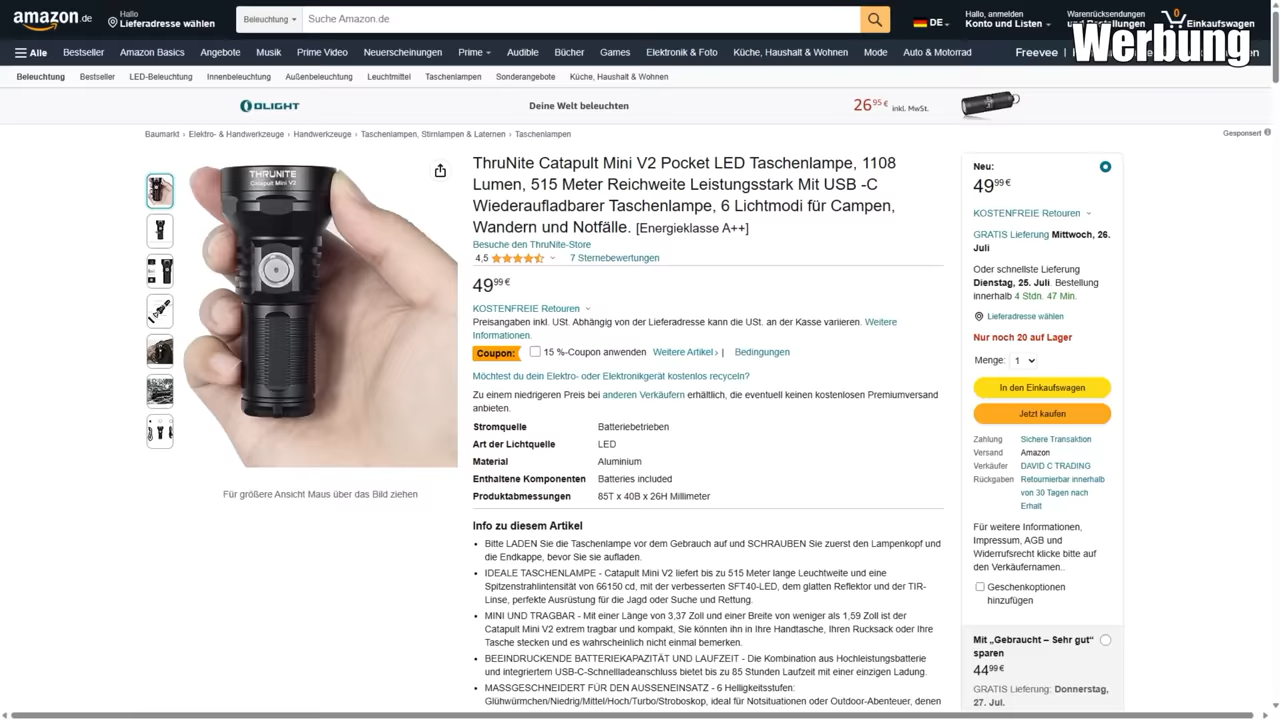 amazon.de
Hallo
Lieferadresse wählen
Beleuchtung
Suche Amazon.de
DE
Hallo, anmelden
Konto und Listen
Warenrücksendungen
Einkaufswagen
0
Werbung
Alle
Bestseller
Amazon Basics
Angebote
Musik
Prime Video
Neuerscheinungen
Prime
Audible
Bücher
Games
Elektronik & Foto
Küche, Haushalt & Wohnen
Mode
Auto & Motorrad
Freevee
Beleuchtung
Bestseller
LED-Beleuchtung
Innenbeleuchtung
Außenbeleuchtung
Leuchtmittel
Taschenlampen
Sonderangebote
Küche, Haushalt & Wohnen
OLIGHT
Deine Welt beleuchten
26⁹⁵ € inkl. MwSt.
Baumarkt › Elektro- & Handwerkzeuge › Handwerkzeuge › Taschenlampen, Stirnlampen & Laternen › Taschenlampen
Gesponsert
THRUNITE
Catapult Mini V2
Für größere Ansicht Maus über das Bild ziehen
ThruNite Catapult Mini V2 Pocket LED Taschenlampe, 1108
Lumen, 515 Meter Reichweite Leistungsstark Mit USB -C
Wiederaufladbarer Taschenlampe, 6 Lichtmodi für Campen,
Wandern und Notfälle. [Energieklasse A++]
Besuche den ThruNite-Store
4,5
7 Sternebewertungen
49⁹⁹ €
KOSTENFREIE Retouren
Preisangaben inkl. USt. Abhängig von der Lieferadresse kann die USt. an der Kasse variieren. Weitere
Informationen.
Coupon:
15 %-Coupon anwenden Weitere Artikel › | Bedingungen
Möchtest du dein Elektro- oder Elektronikgerät kostenlos recyceln?
Zu einem niedrigeren Preis bei anderen Verkäufern erhältlich, die eventuell keinen kostenlosen Premiumversand
anbieten.
Stromquelle Batteriebetrieben
Art der Lichtquelle LED
Material Aluminium
Enthaltene Komponenten Batteries included
Produktabmessungen 85T x 40B x 26H Millimeter
Info zu diesem Artikel
• Bitte LADEN Sie die Taschenlampe vor dem Gebrauch auf und SCHRAUBEN Sie zuerst den Lampenkopf und
die Endkappe, bevor Sie sie aufladen.
• IDEALE TASCHENLAMPE - Catapult Mini V2 liefert bis zu 515 Meter lange Leuchtweite und eine
Spitzenstrahlintensität von 66150 cd, mit der verbesserten SFT40-LED, dem glatten Reflektor und der TIR-
Linse, perfekte Ausrüstung für die Jagd oder Suche und Rettung.
• MINI UND TRAGBAR - Mit einer Länge von 3,37 Zoll und einer Breite von weniger als 1,59 Zoll ist der
Catapult Mini V2 extrem tragbar und kompakt, Sie könnten ihn in Ihre Handtasche, Ihren Rucksack oder Ihre
Tasche stecken und es wahrscheinlich nicht einmal bemerken.
• BEEINDRUCKENDE BATTERIEKAPAZITÄT UND LAUFZEIT - Die Kombination aus Hochleistungsbatterie
und integriertem USB-C-Schnellladeanschluss bietet bis zu 85 Stunden Laufzeit mit einer einzigen Ladung.
• MASSGESCHNEIDERT FÜR DEN AUSSENEINSATZ - 6 Helligkeitsstufen:
Glühwürmchen/Niedrig/Mittel/Hoch/Turbo/Stroboskop, ideal für Notsituationen oder Outdoor-Abenteuer, denen
Neu:
49⁹⁹ €
KOSTENFREIE Retouren
GRATIS Lieferung Mittwoch, 26.
Juli
Oder schnellste Lieferung
Dienstag, 25. Juli. Bestellung
innerhalb 4 Stdn. 47 Min.
Lieferadresse wählen
Nur noch 20 auf Lager
Menge: 1
In den Einkaufswagen
Jetzt kaufen
Zahlung Sichere Transaktion
Versand Amazon
Verkäufer DAVID C TRADING
Rückgaben Retournierbar innerhalb
von 30 Tagen nach
Erhalt
Für weitere Informationen,
Impressum, AGB und
Widerrufsrecht klicke bitte auf
den Verkäufernamen..
Geschenkoptionen
hinzufügen
Mit „Gebraucht – Sehr gut“
sparen
44⁹⁹ €
GRATIS Lieferung: Donnerstag,
27. Juli.